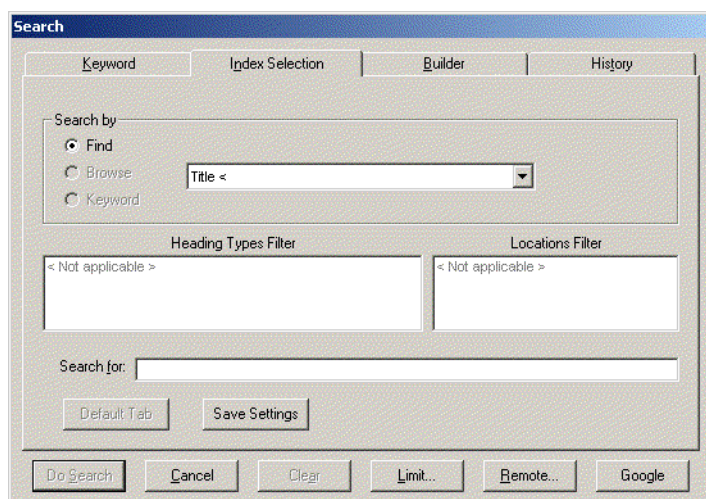 Search
Keyword Index Selection Builder History
Search by
Find
Browse
Title <
Keyword
Heading Types Filter Locations Filter
< Not applicable > < Not applicable >
Search for:
Default Tab Save Settings
Do Search Cancel Clear Limit... Remote... Google